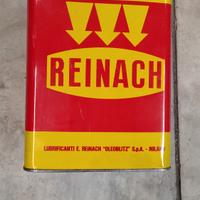 REINACH
LUBRIFICANTI E. REINACH "OLEOBLITZ" S.p.A. - MILANO